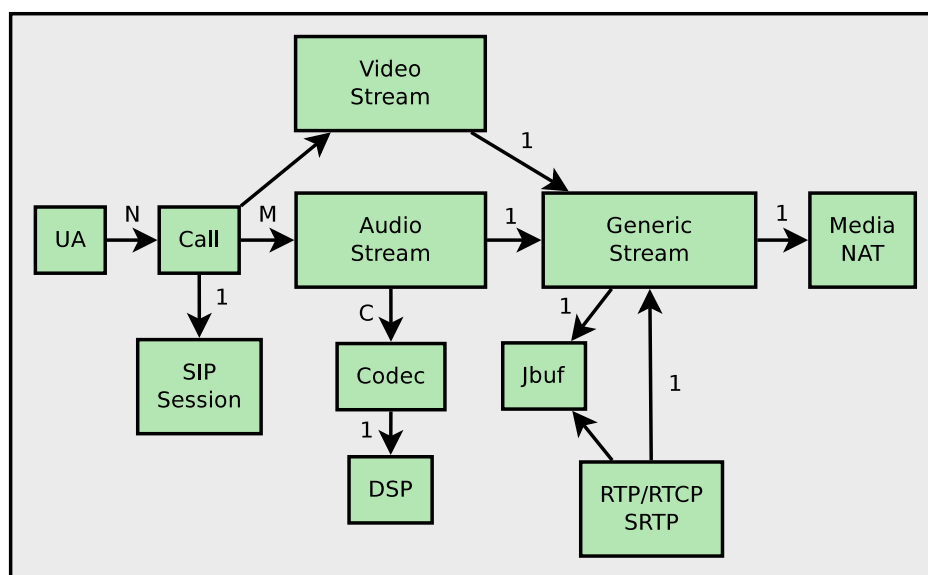 Video
Stream
1
UA
N
Call
M
Audio
Stream
1
Generic
Stream
1
Media
NAT
1
C
1
SIP
Session
Codec
Jbuf
1
1
DSP
RTP/RTCP
SRTP